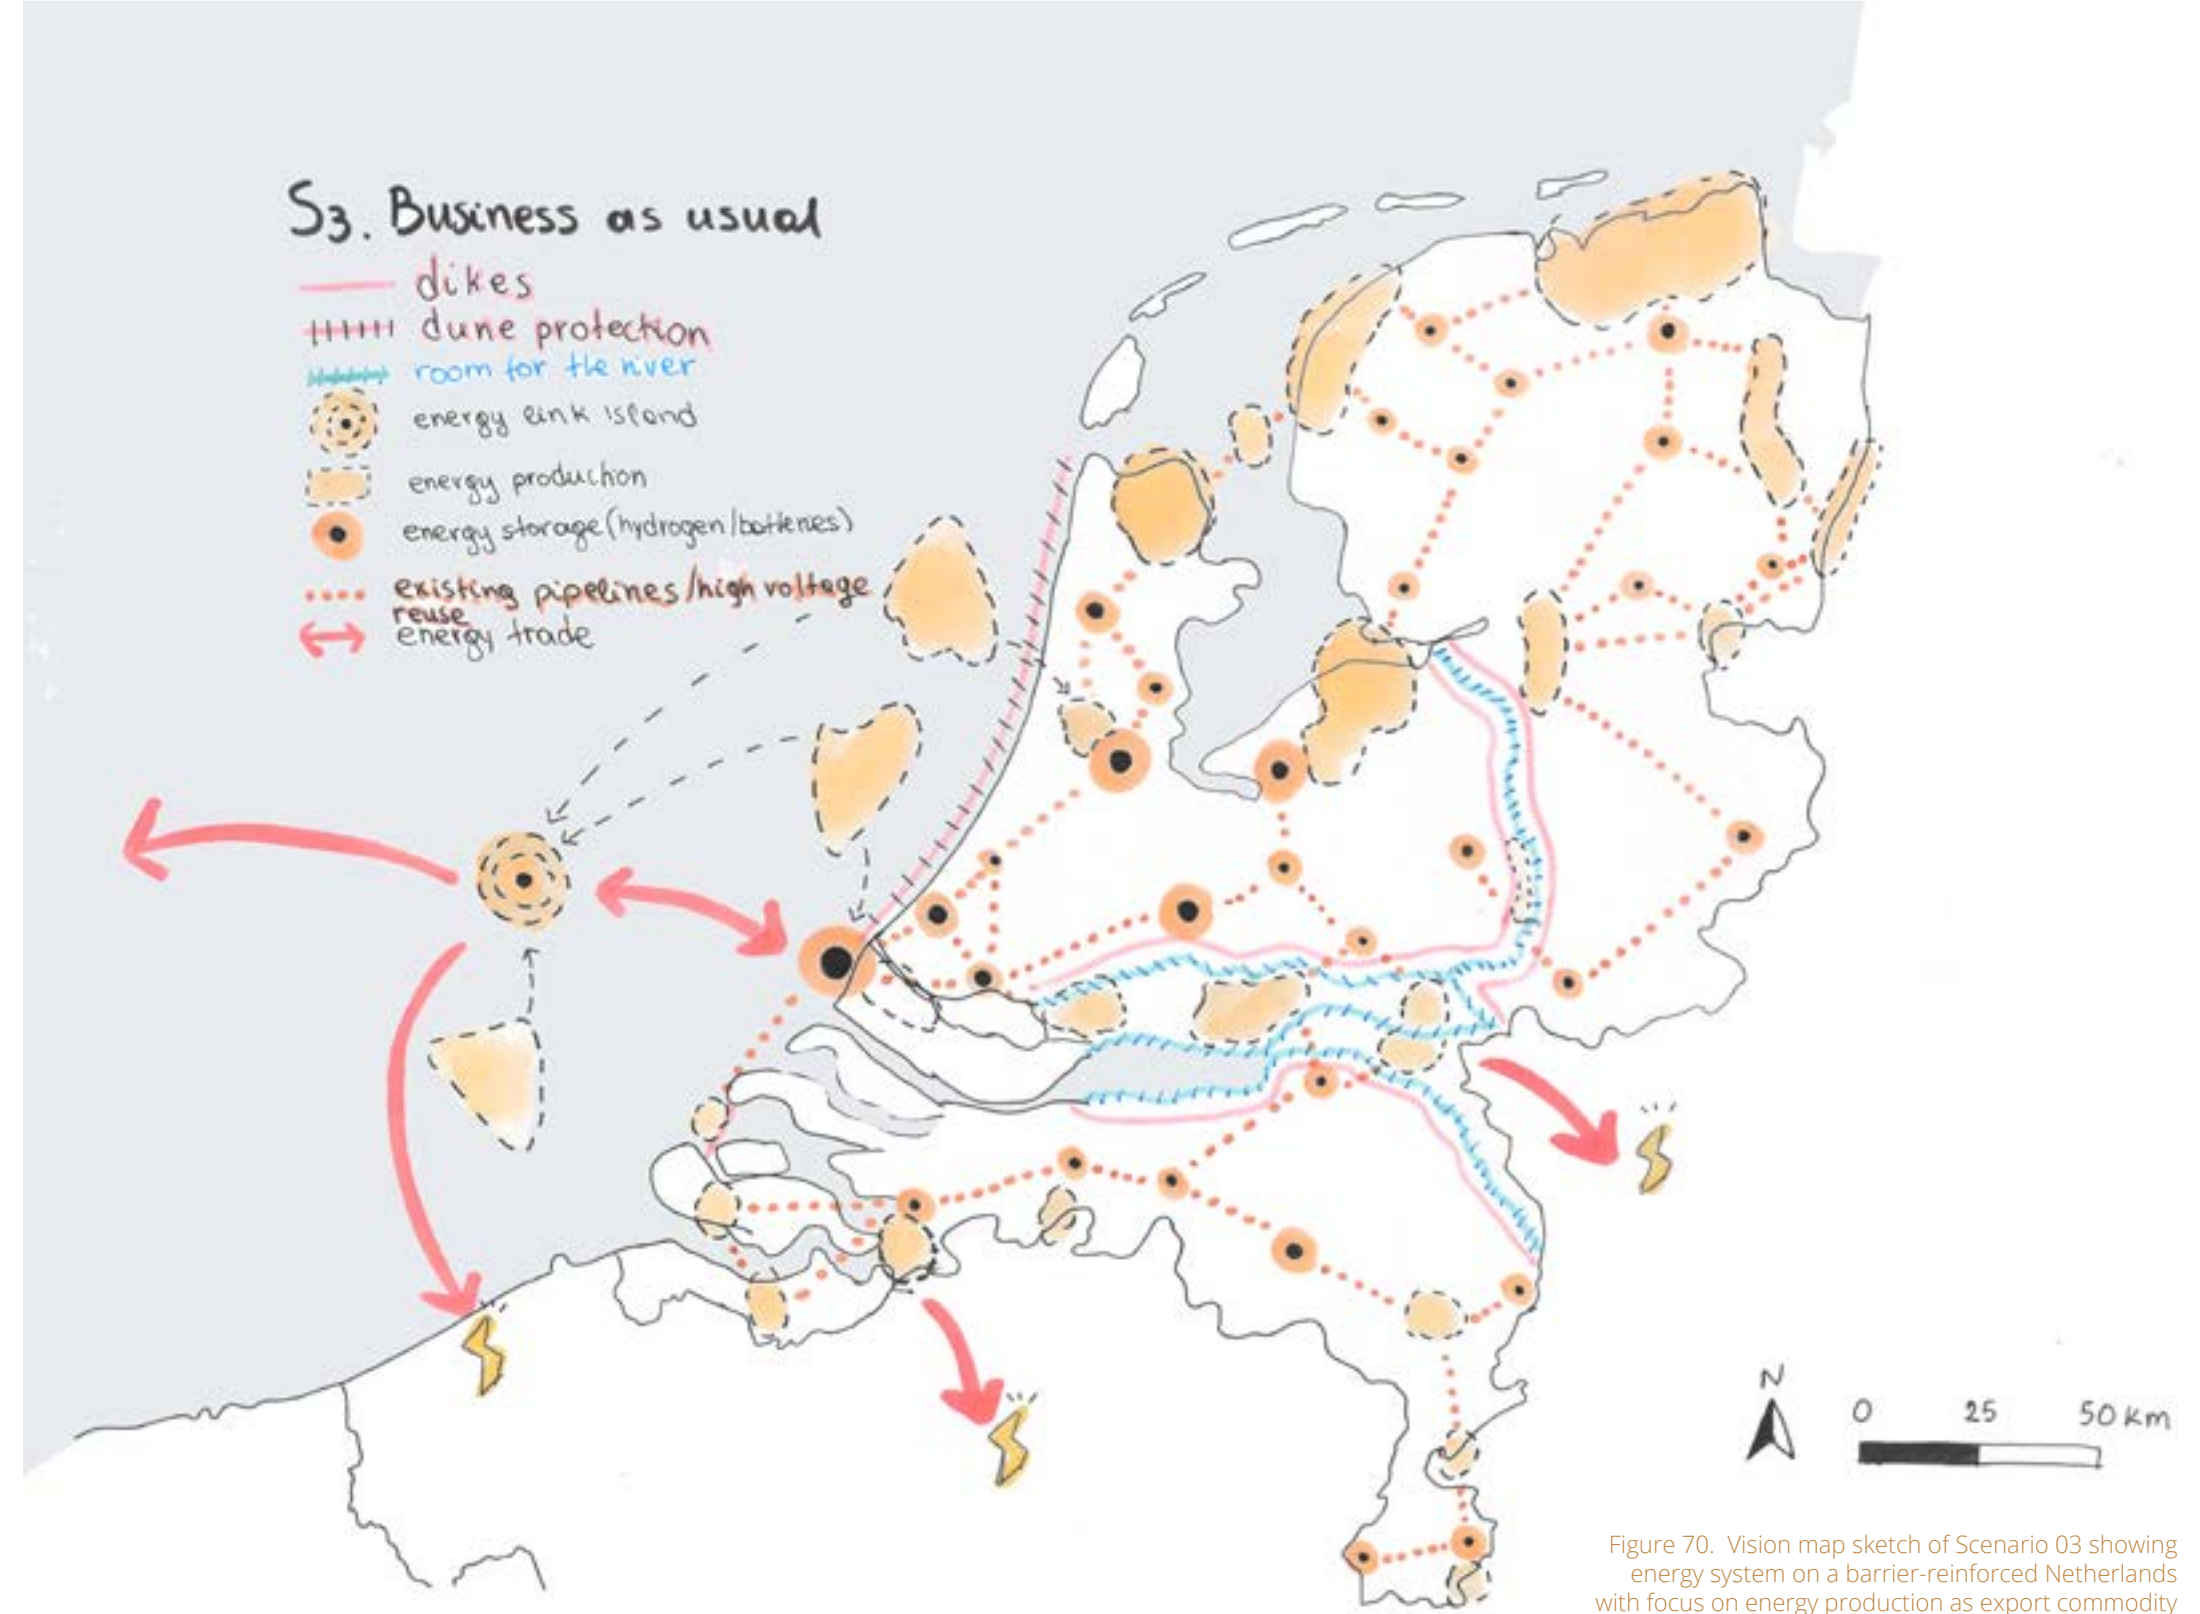 S3. Business as usual
dikes
dune protection
room for the river
energy link island
energy production
energy storage (hydrogen/batteries)
existing pipelines/high voltage
reuse
energy trade
N
0 25 50 km
Figure 70. Vision map sketch of Scenario 03 showing
energy system on a barrier-reinforced Netherlands
with focus on energy production as export commodity